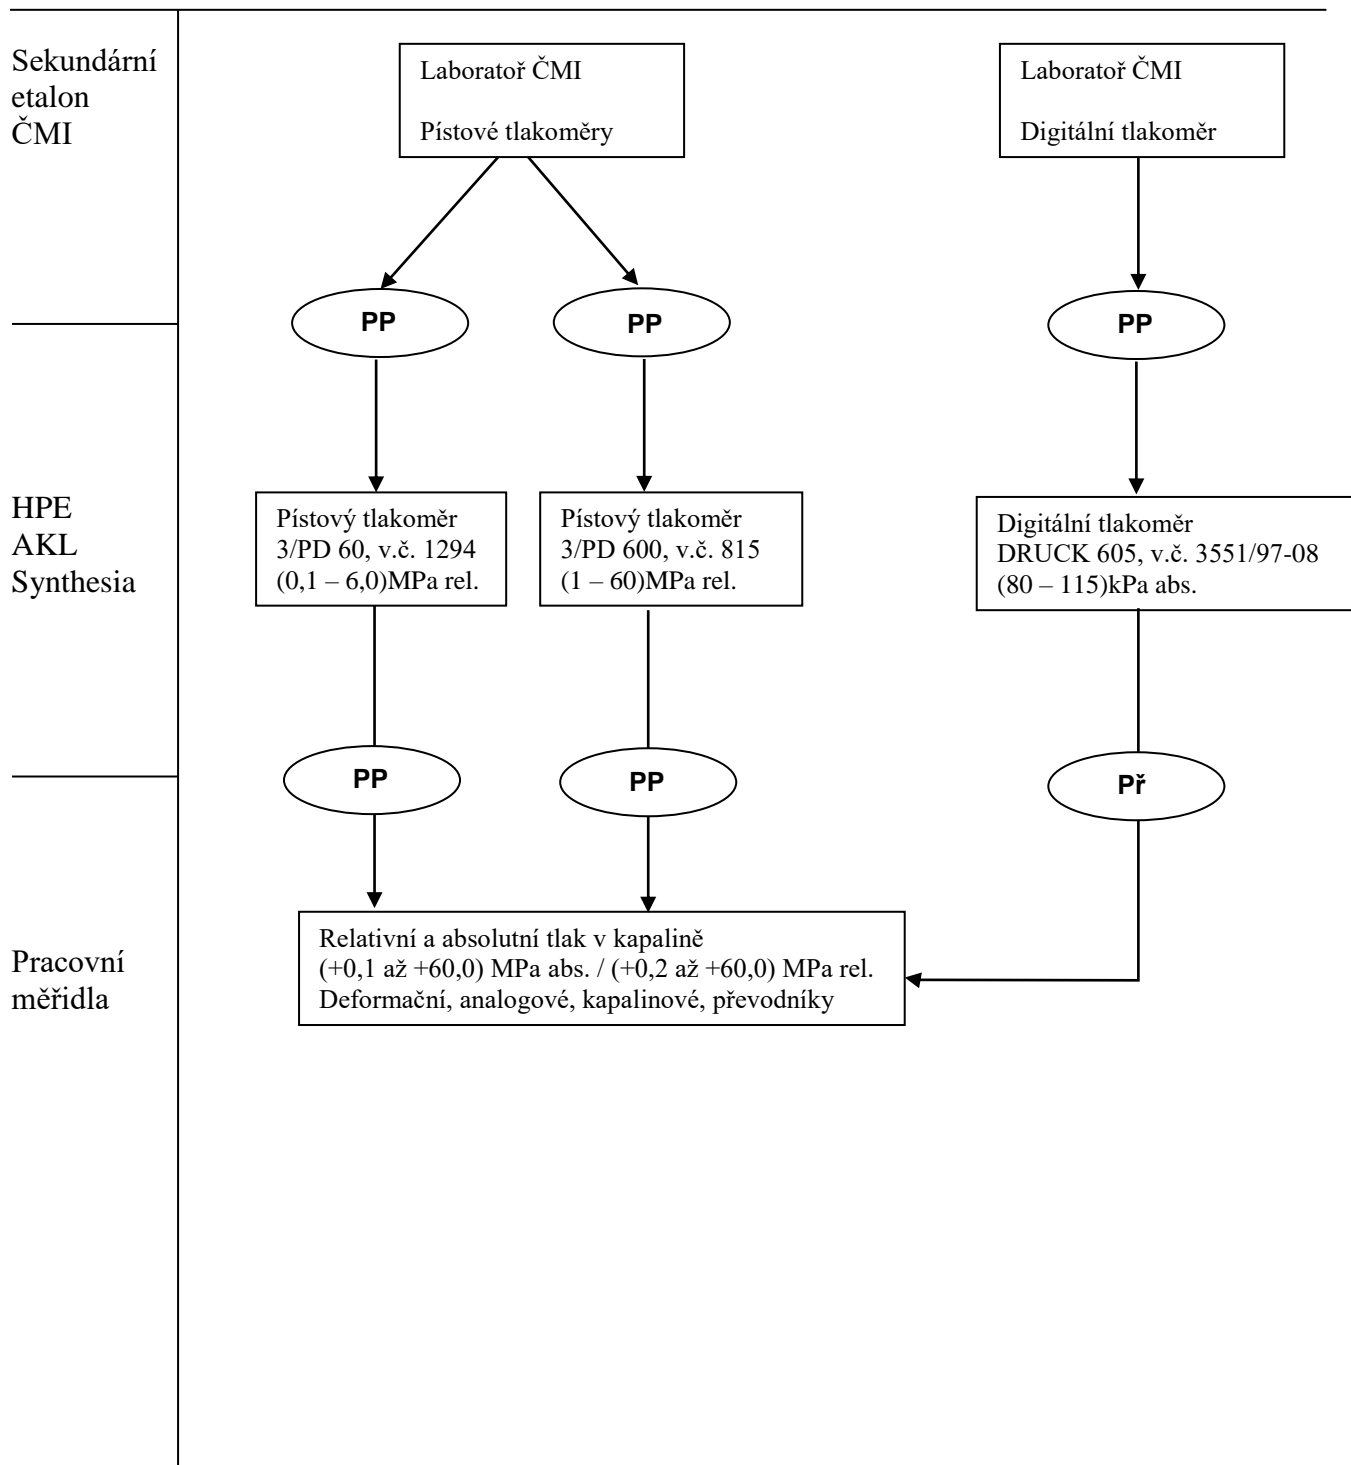 Sekundární
etalon
ČMI
Laboratoř ČMI
Pístové tlakoměry
Laboratoř ČMI
Digitální tlakoměr
PP
PP
PP
HPE
AKL
Synthesia
Pístový tlakoměr
3/PD 60, v.č. 1294
(0,1 – 6,0)MPa rel.
Pístový tlakoměr
3/PD 600, v.č. 815
(1 – 60)MPa rel.
Digitální tlakoměr
DRUCK 605, v.č. 3551/97-08
(80 – 115)kPa abs.
PP
PP
Př
Pracovní
měřidla
Relativní a absolutní tlak v kapalině
(+0,1 až +60,0) MPa abs. / (+0,2 až +60,0) MPa rel.
Deformační, analogové, kapalinové, převodníky